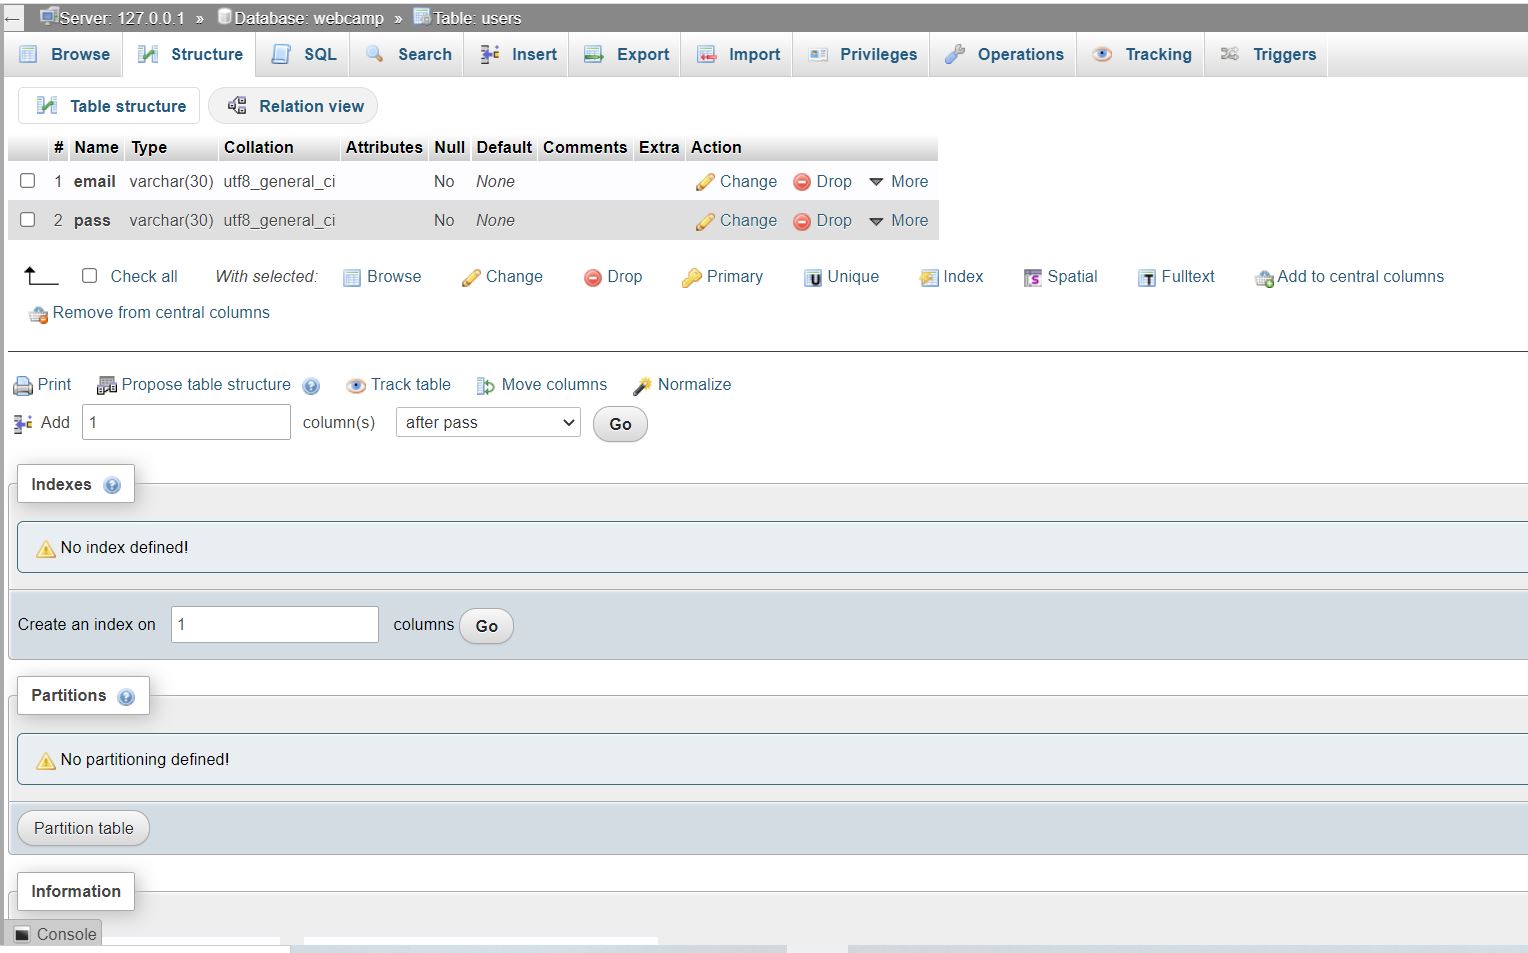 Server: 127.0.0.1 » Database: webcamp » Table: users
Browse Structure SQL Search Insert Export Import Privileges Operations Tracking Triggers
Table structure Relation view
# Name Type Collation Attributes Null Default Comments Extra Action
1 email varchar(30) utf8_general_ci No None Change Drop More
2 pass varchar(30) utf8_general_ci No None Change Drop More
Check all With selected: Browse Change Drop Primary Unique Index Spatial Fulltext Add to central columns
Remove from central columns
Print Propose table structure Track table Move columns Normalize
Add 1 column(s) after pass Go
Indexes
No index defined!
Create an index on 1 columns Go
Partitions
No partitioning defined!
Partition table
Information
Console